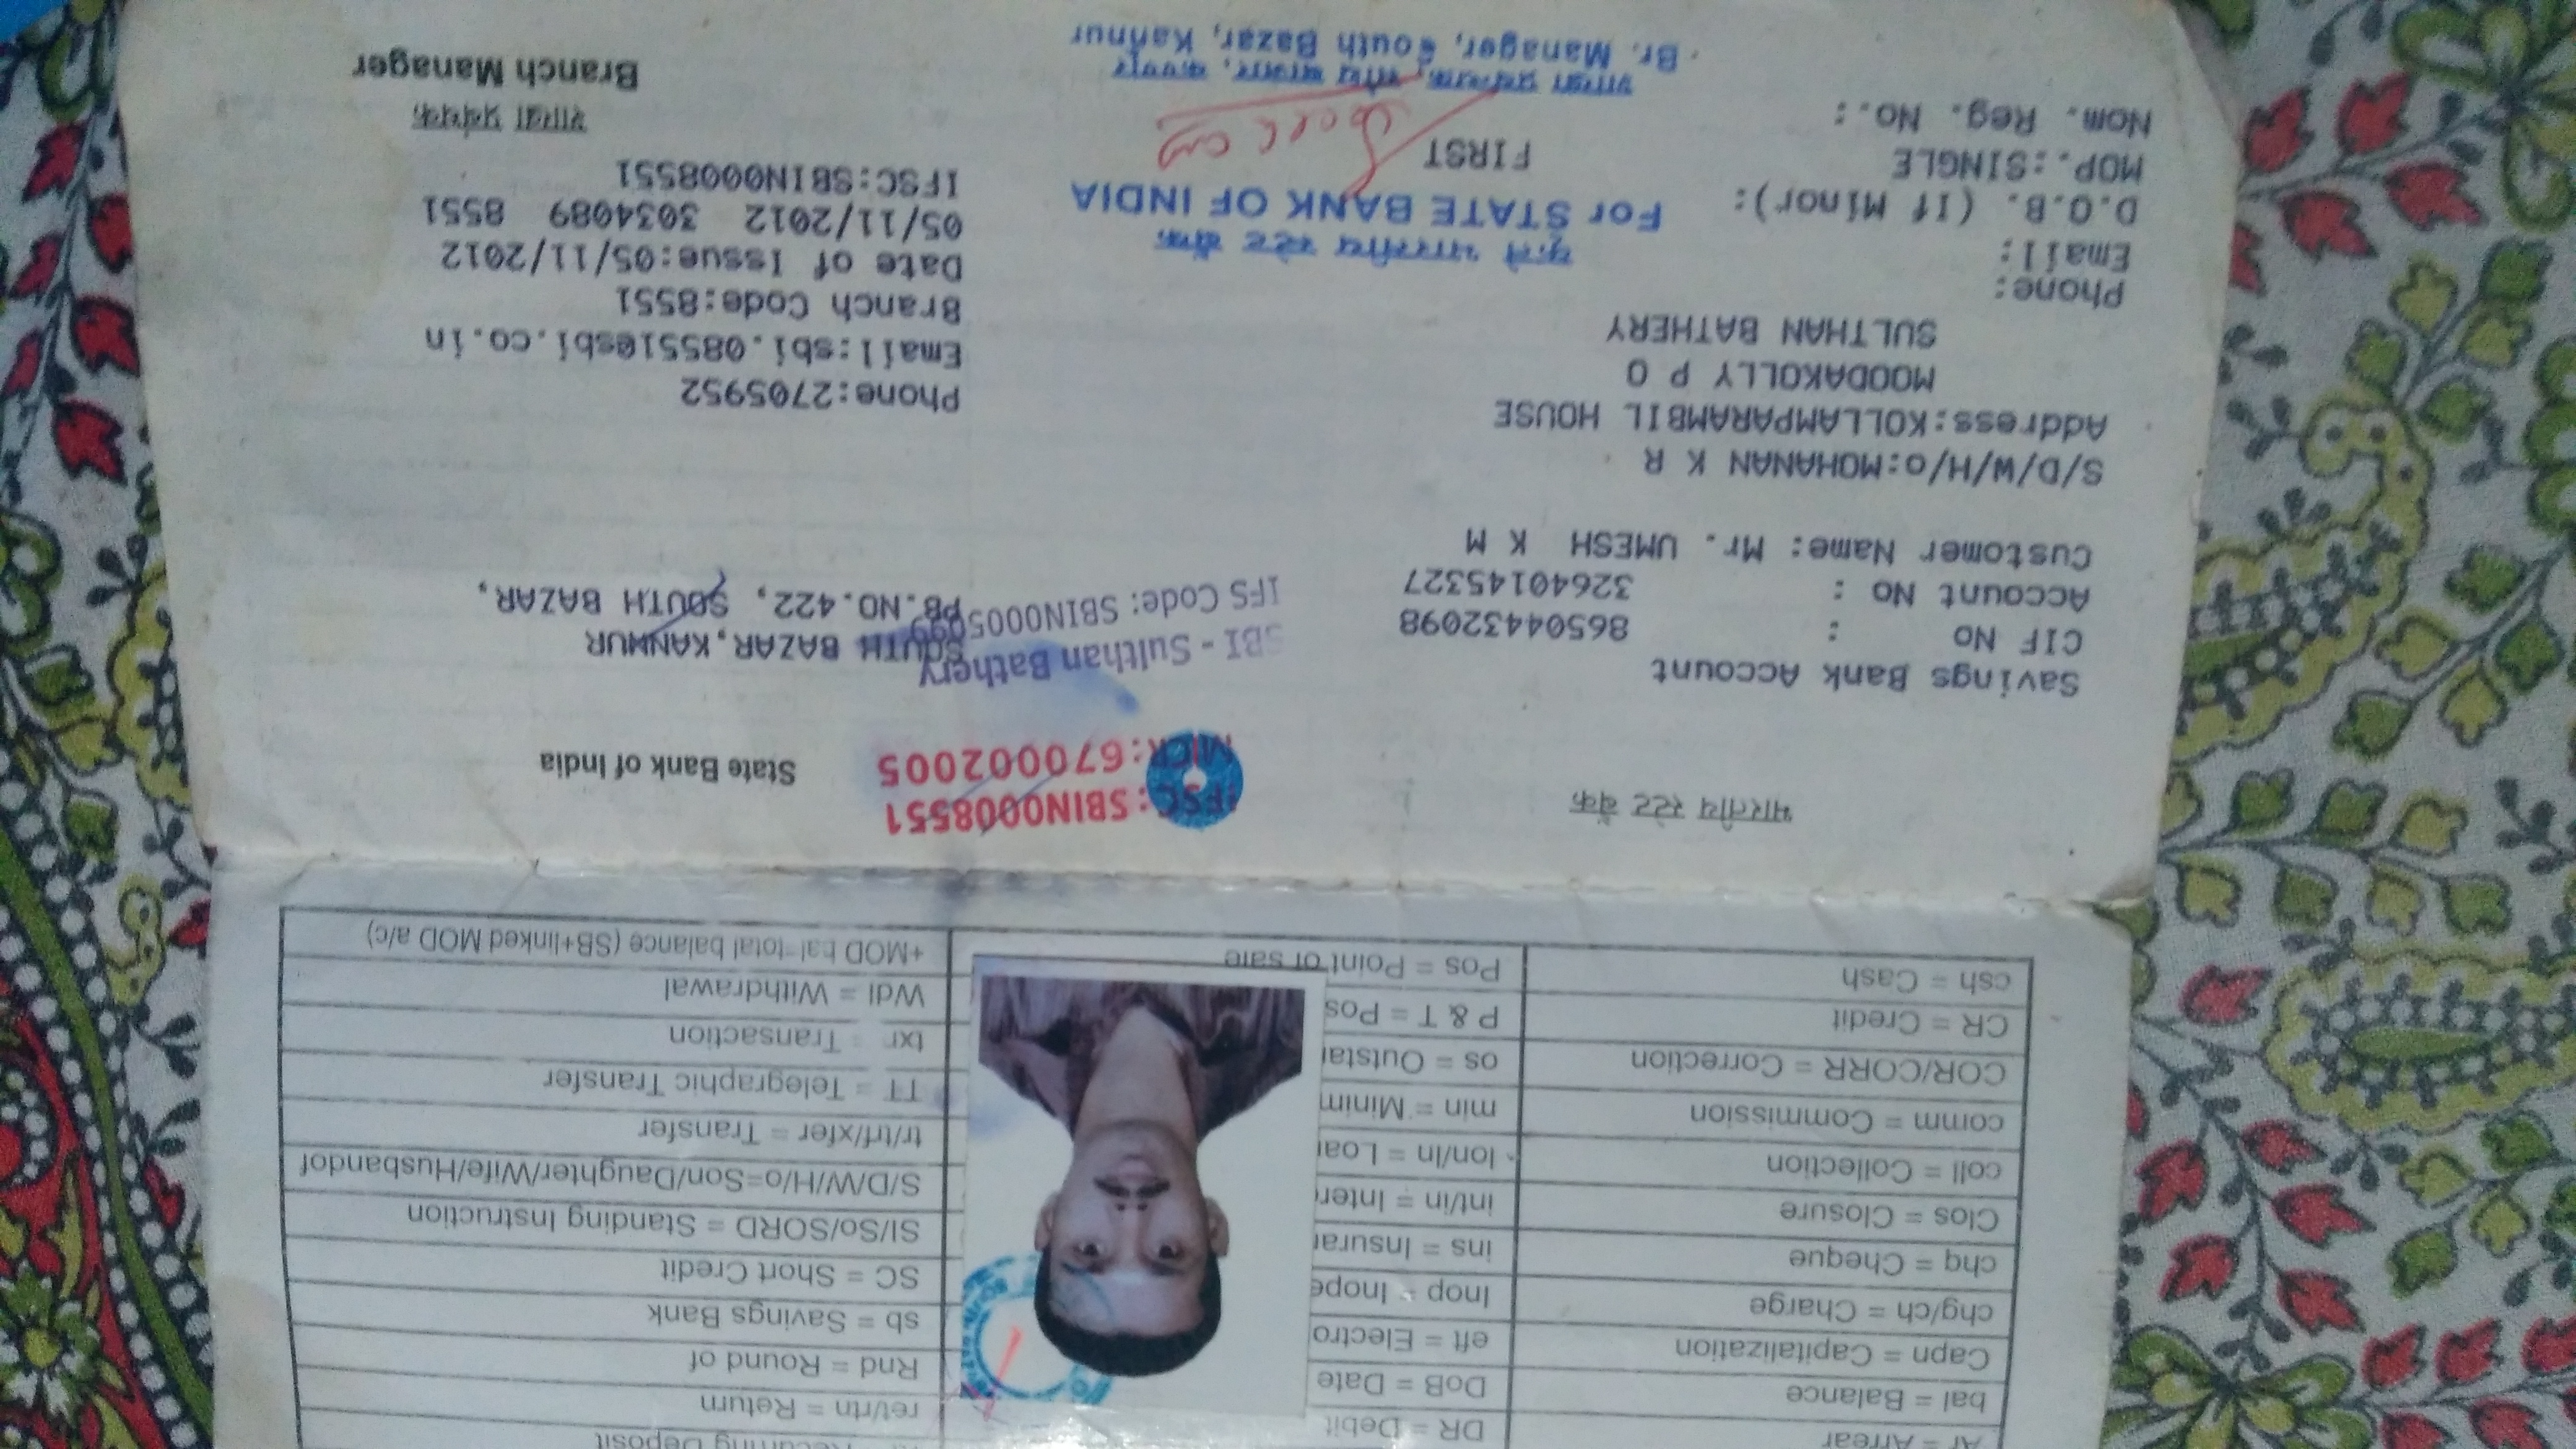 Ar = Arrear
bal = Balance
Capn = Capitalization
chg/ch = Charge
chq = Cheque
Clos = Closure
coll = Collection
comm = Commission
COR/CORR = Correction
CR = Credit
csh = Cash
DR = Debit
DoB = Date
eft = Electro
Inop - Inope
ins = Insura
int/in = Inter
lon/ln = Loa
min = Minim
os = Outsta
P & T = Pos
Pos = Point of sale
Recurring Deposit
ret/rtn = Return
Rnd = Round of
sb = Savings Bank
SC = Short Credit
SI/So/SORD = Standing Instruction
S/D/W/H/o=Son/Daughter/Wife/Husbandof
tr/trf/xfer = Transfer
TT = Telegraphic Transfer
txr = Transaction
Wdl = Withdrawal
+MOD bal total balance (SB+linked MOD a/c)
भारतीय स्टेट बैंक
IFSC:SBIN0008551
MICR:670002005
State Bank of India
Savings Bank Account
CIF No : 86504432098
Account No : 32640145327
Customer Name: Mr. UMESH K M
S/D/W/H/o:MOHANAN K R
Address:KOLLAMPARAMBIL HOUSE
MOODAKOLLY P O
SULTHAN BATHERY
Phone:
Email:
D.O.B. (If Minor):
MOP.:SINGLE
Nom. Reg. No.:
SBI - Sulthan Bathery
IFS Code: SBIN0005099
SOUTH BAZAR,KANNUR
PB.NO.422, SOUTH BAZAR,
Phone:2705952
Email:sbi.08551@sbi.co.in
Branch Code:8551
Date of Issue:05/11/2012
05/11/2012 3034089 8551
IFSC:SBIN0008551
शाखा प्रबंधक
Branch Manager
कृते भारतीय स्टेट बैंक
For STATE BANK OF INDIA
FIRST
Br. Manager, South Bazar, Kannur